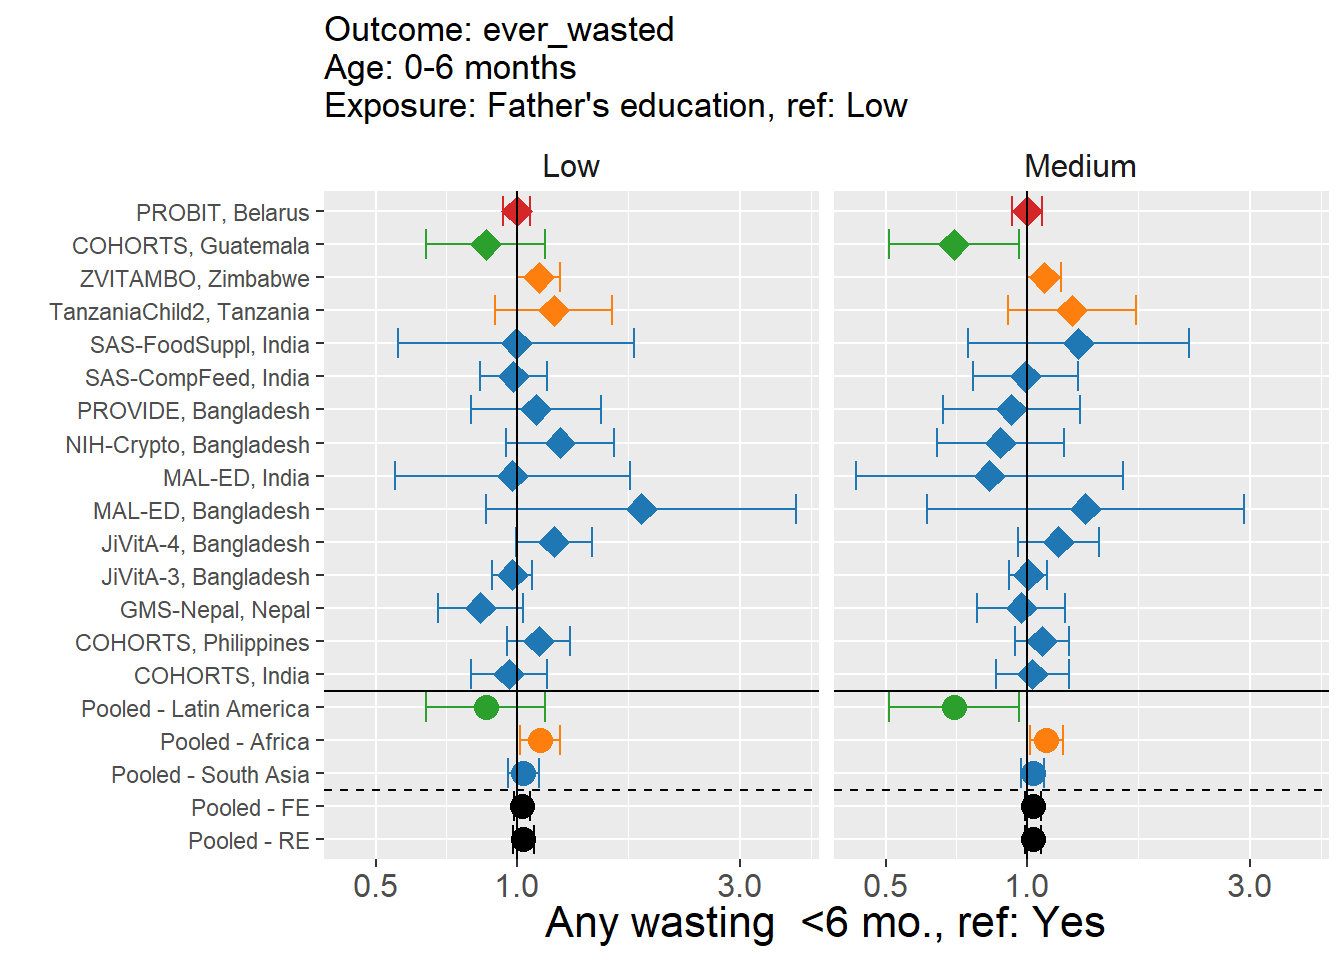 Outcome: ever_wasted
Age: 0-6 months
Exposure: Father's education, ref: Low
Low
Medium
PROBIT, Belarus
COHORTS, Guatemala
ZVITAMBO, Zimbabwe
TanzaniaChild2, Tanzania
SAS-FoodSuppl, India
SAS-CompFeed, India
PROVIDE, Bangladesh
NIH-Crypto, Bangladesh
MAL-ED, India
MAL-ED, Bangladesh
JiVitA-4, Bangladesh
JiVitA-3, Bangladesh
GMS-Nepal, Nepal
COHORTS, Philippines
COHORTS, India
Pooled - Latin America
Pooled - Africa
Pooled - South Asia
Pooled - FE
Pooled - RE
0.5 1.0 3.0 0.5 1.0 3.0
Any wasting  <6 mo., ref: Yes